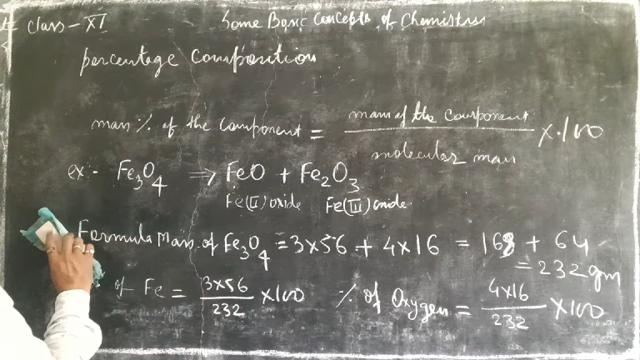 Class - XI
Some Basic Concepts of Chemistry
percentage Composition
mass % of the component = mass of the component / molecular mass × 100
ex:- Fe3O4 ⇒ FeO + Fe2O3
Fe(II) oxide Fe(III) oxide
Formula Mass of Fe3O4 = 3×56 + 4×16 = 168 + 64
= 232 gm
of Fe = 3×56 / 232 × 100 % of Oxygen = 4×16 / 232 × 100